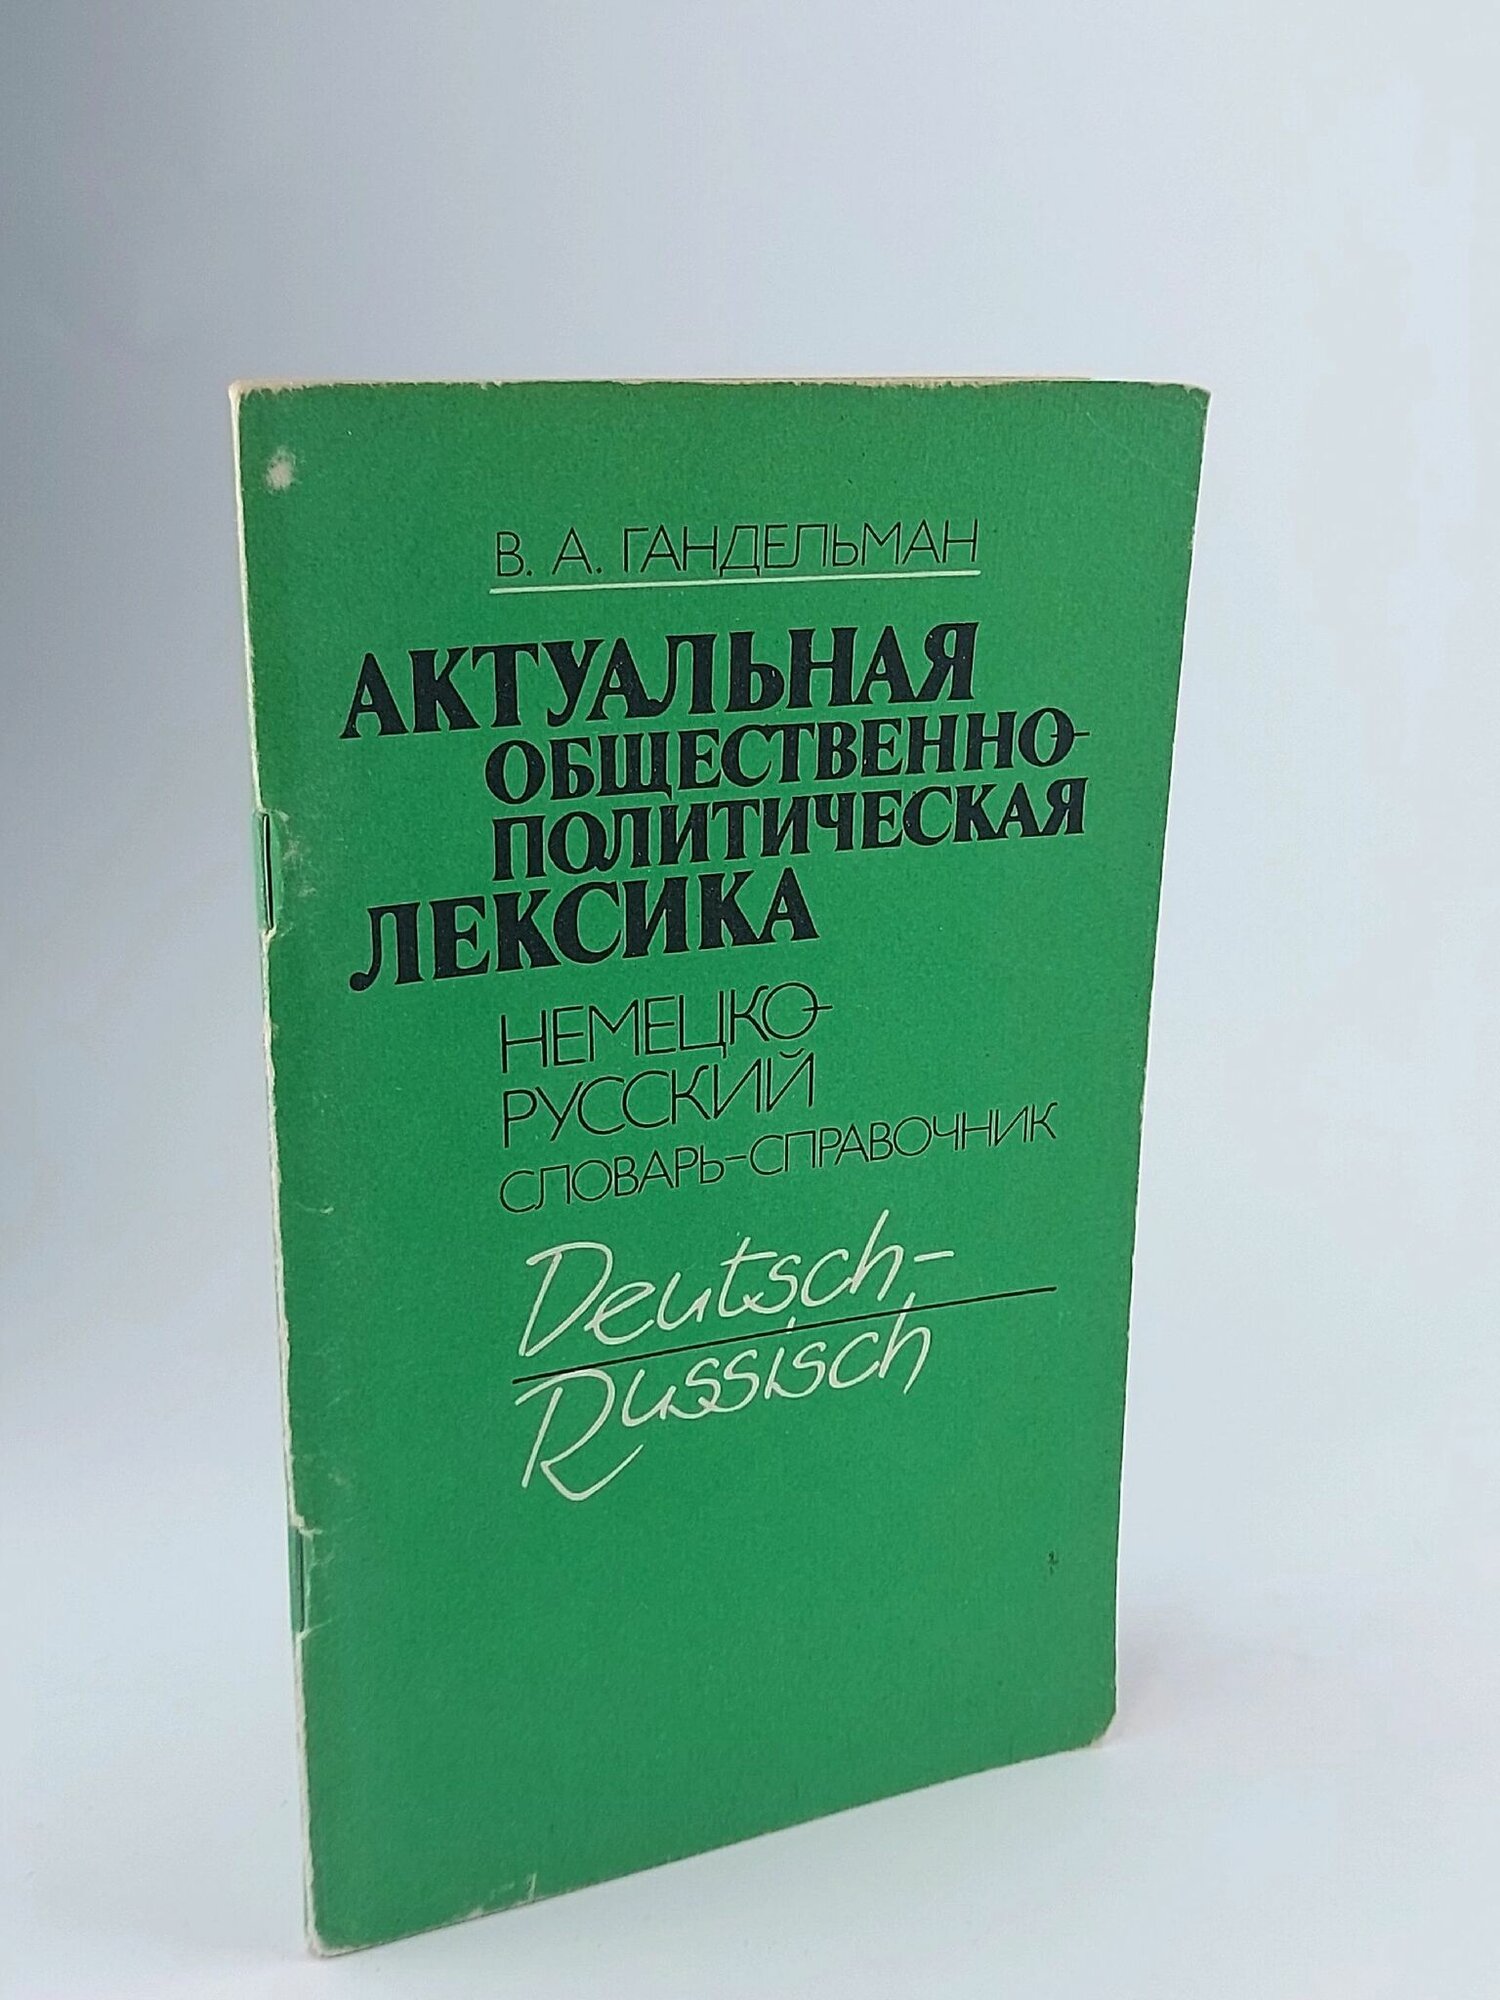 В. А. ГАНДЕЛЬМАН
АКТУАЛЬНАЯ
ОБЩЕСТВЕННО-
ПОЛИТИЧЕСКАЯ
ЛЕКСИКА
НЕМЕЦКО-
РУССКИЙ
СЛОВАРЬ-СПРАВОЧНИК
Deutsch-
Russisch